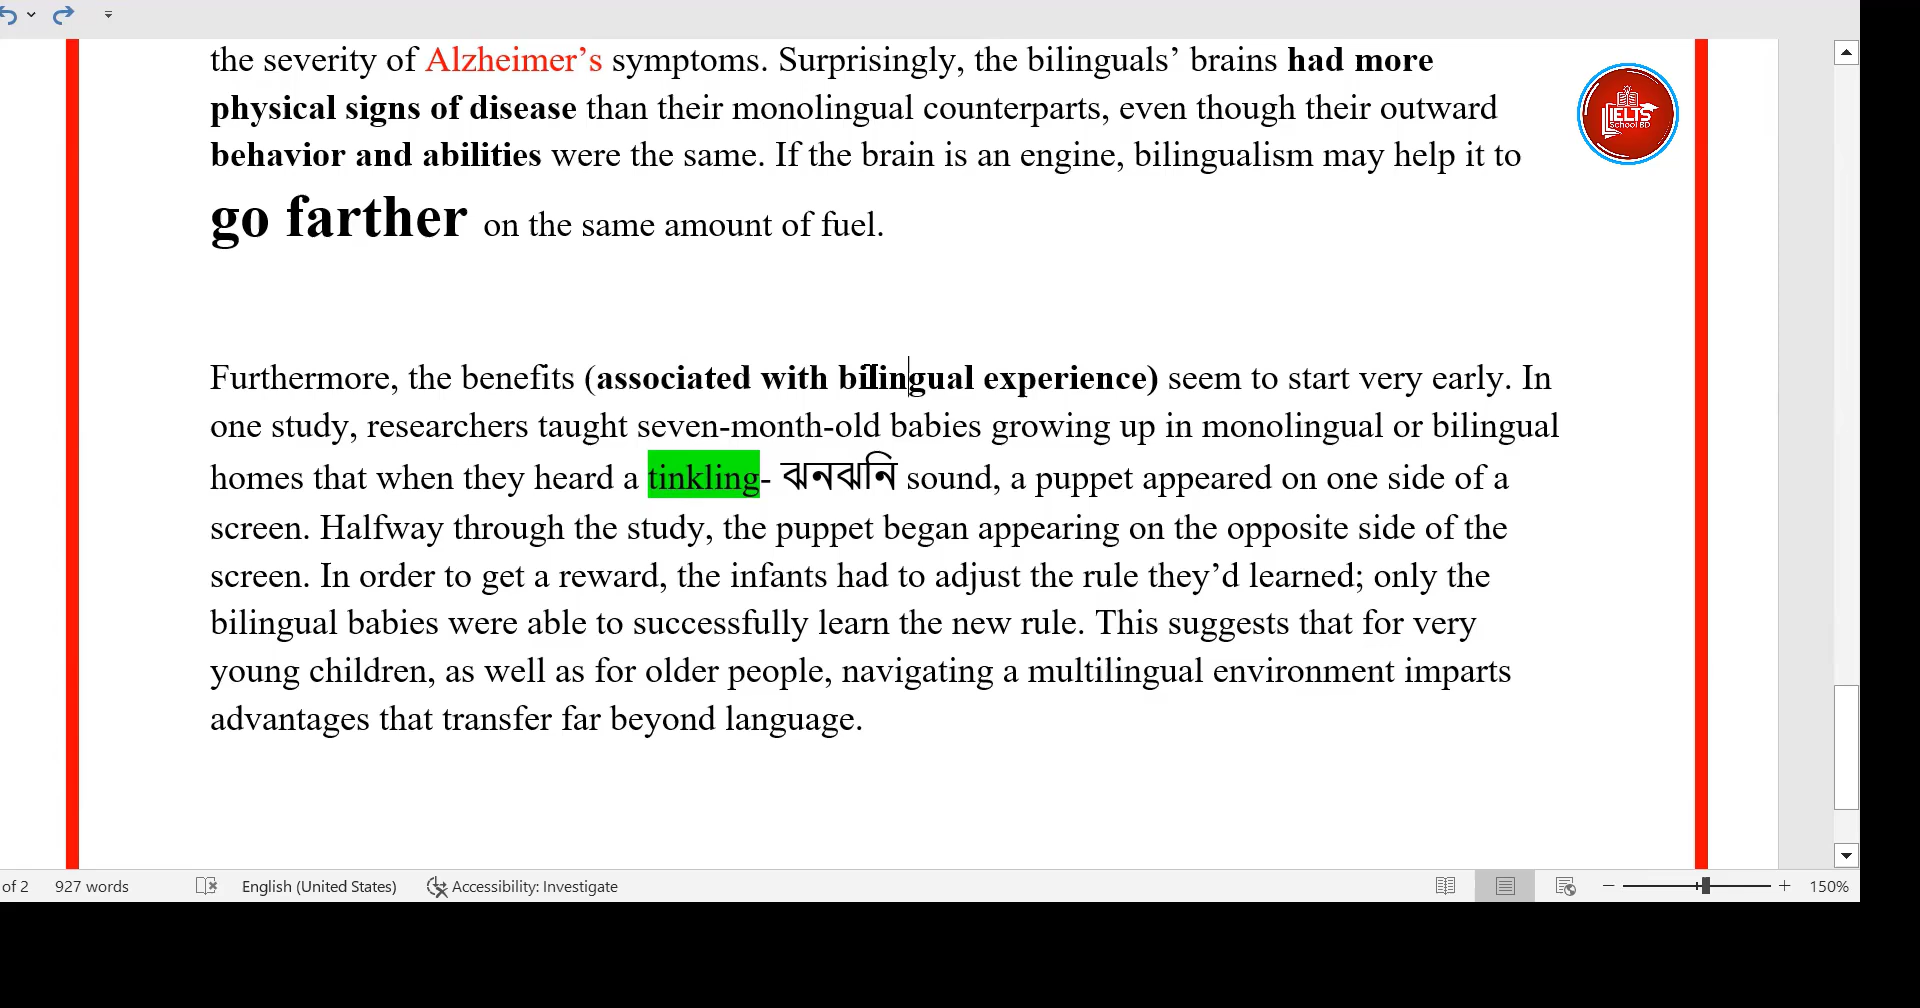 the severity of Alzheimer’s symptoms. Surprisingly, the bilinguals’ brains had more
physical signs of disease than their monolingual counterparts, even though their outward
behavior and abilities were the same. If the brain is an engine, bilingualism may help it to
go farther on the same amount of fuel.
IELTS
School BD
Furthermore, the benefits (associated with bilingual experience) seem to start very early. In
one study, researchers taught seven-month-old babies growing up in monolingual or bilingual
homes that when they heard a tinkling- ঝনঝনি sound, a puppet appeared on one side of a
screen. Halfway through the study, the puppet began appearing on the opposite side of the
screen. In order to get a reward, the infants had to adjust the rule they’d learned; only the
bilingual babies were able to successfully learn the new rule. This suggests that for very
young children, as well as for older people, navigating a multilingual environment imparts
advantages that transfer far beyond language.
of 2 927 words English (United States) Accessibility: Investigate 150%